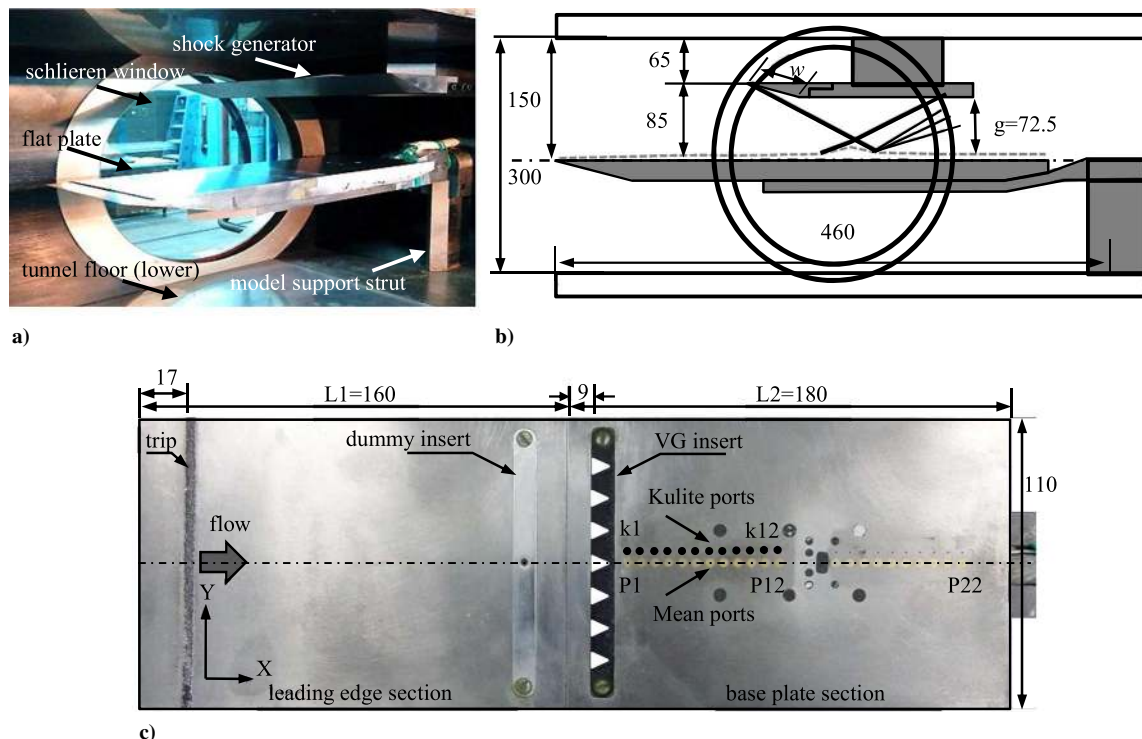 shock generator
schlieren window
flat plate
tunnel floor (lower)
model support strut
a)
65
w
150
85
g=72.5
300
460
b)
17
L1=160
9
L2=180
trip
dummy insert
VG insert
110
Kulite ports
flow
k1
k12
P1
P12
P22
Mean ports
Y
X
leading edge section
base plate section
c)